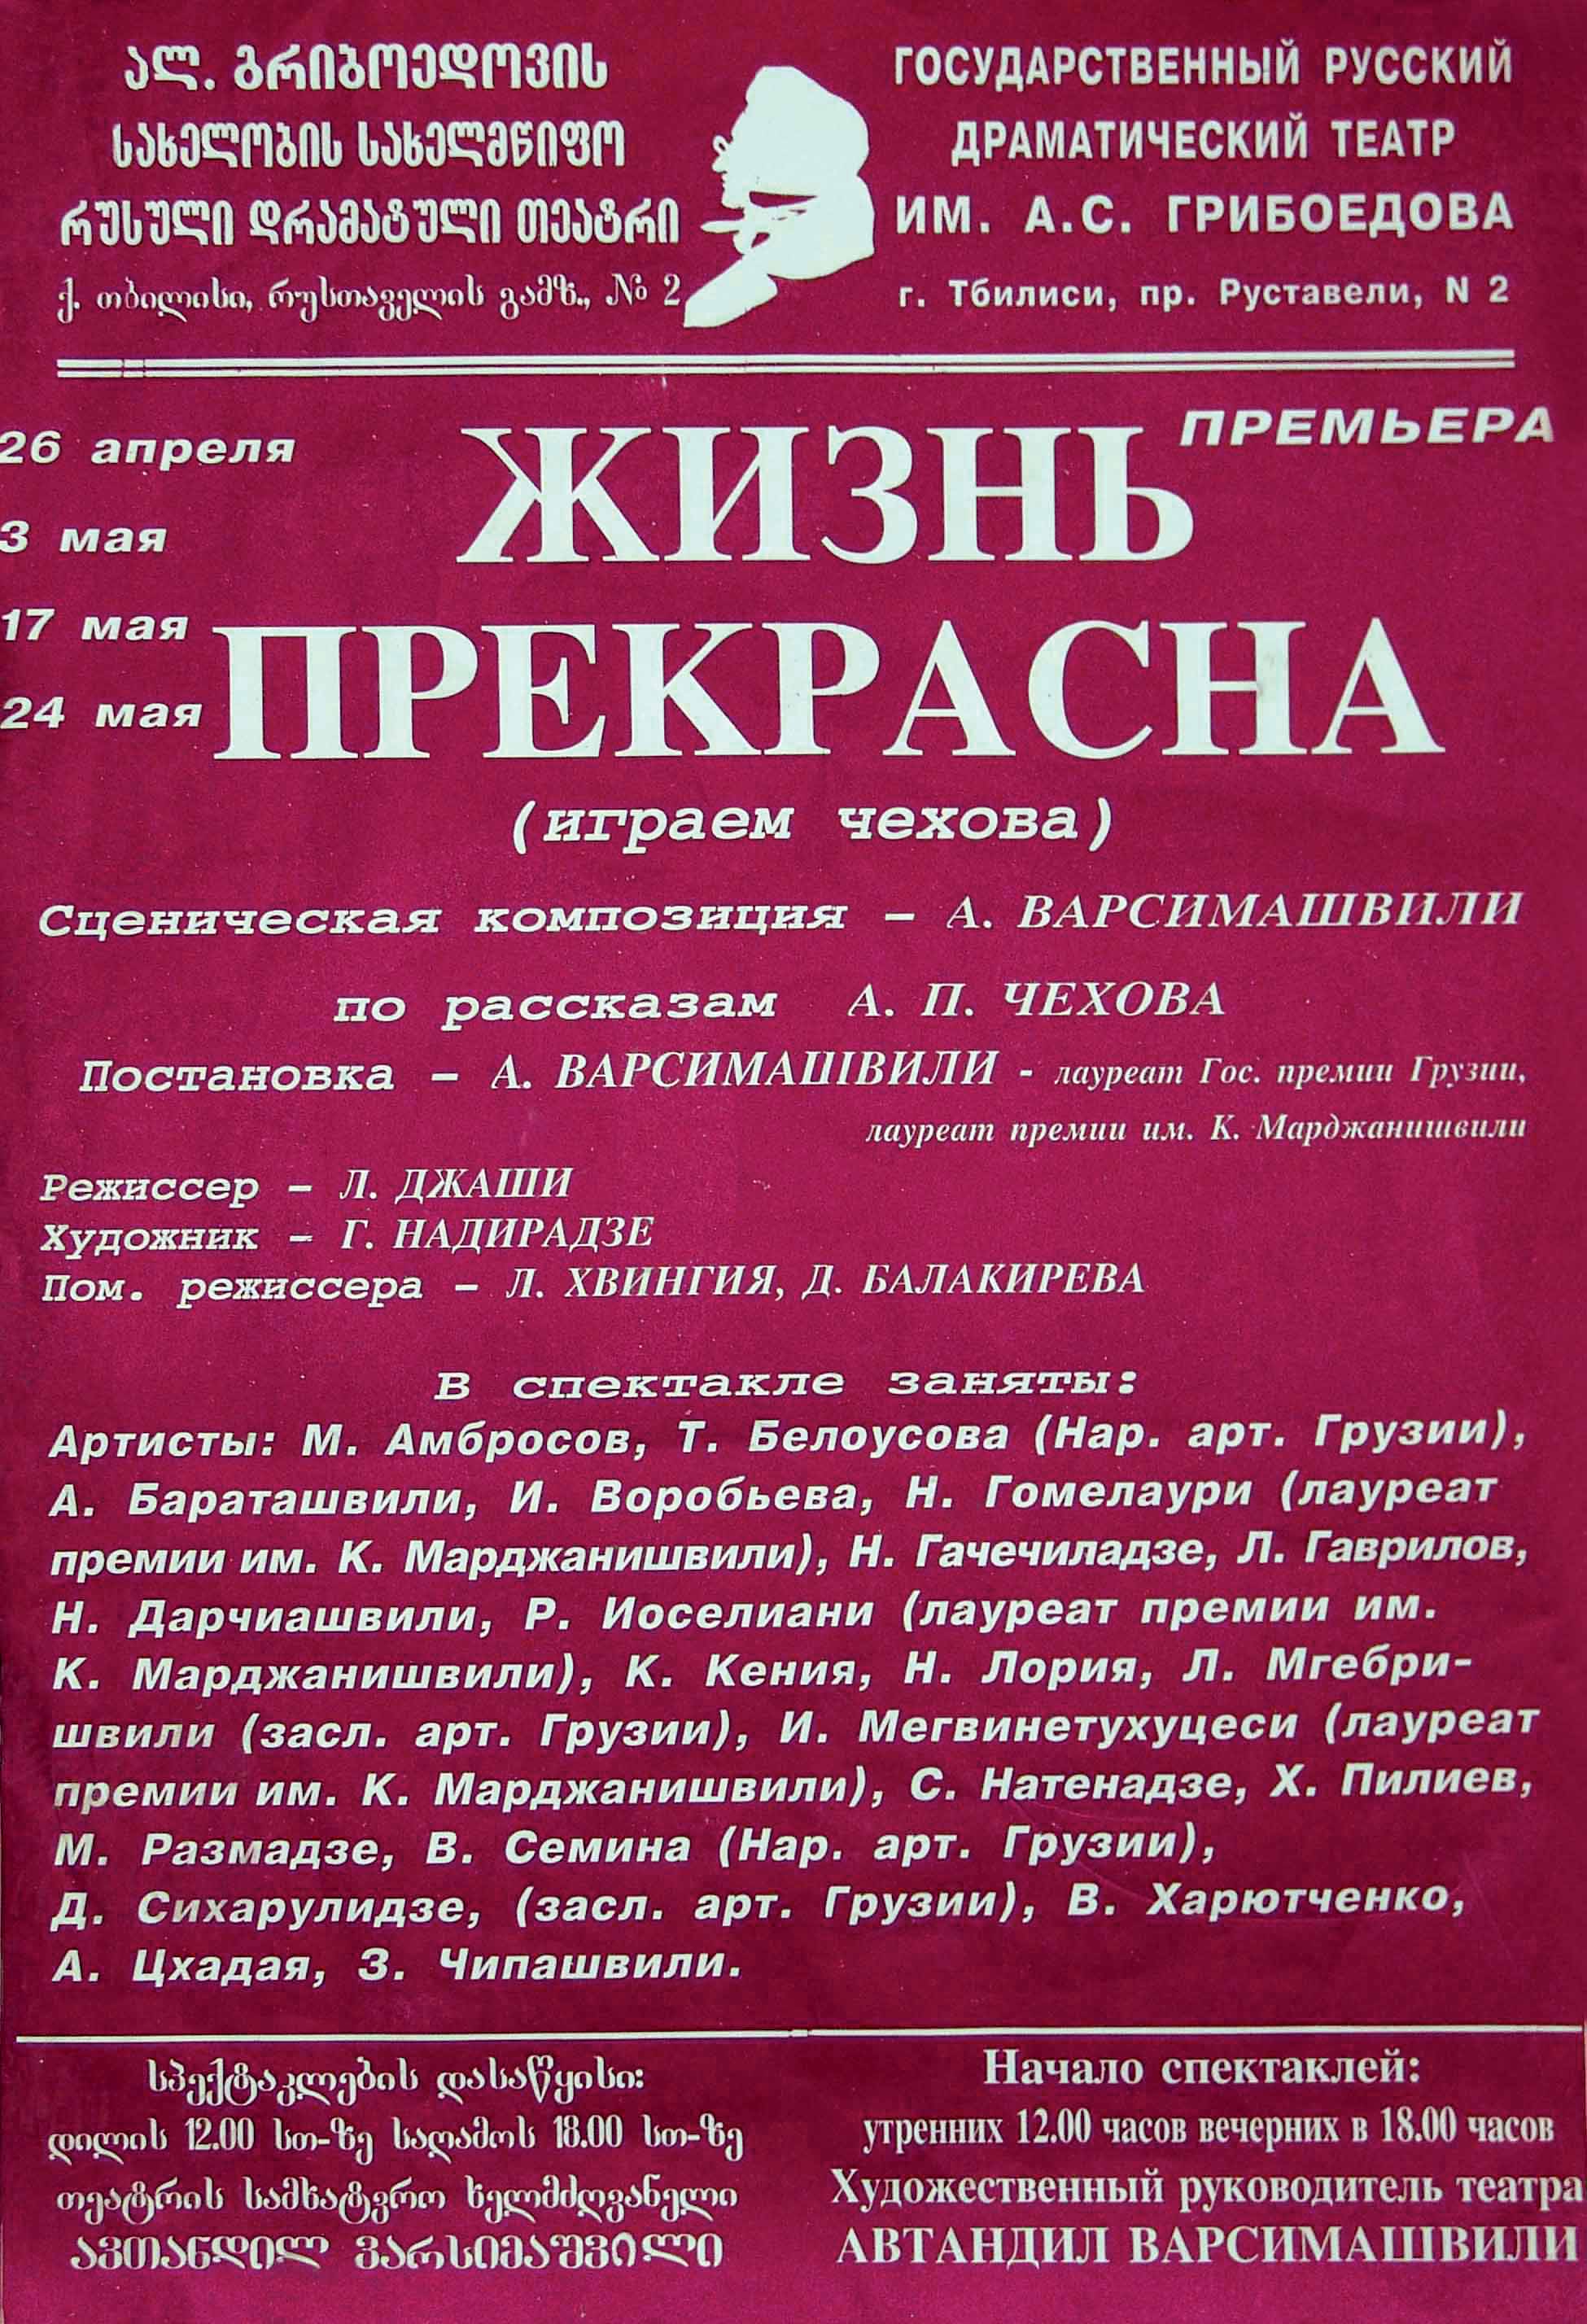 ალ. გრიბოედოვის
სახელობის სახელმწიფო
რუსული დრამატული თეატრი
ქ. თბილისი, რუსთაველის გამზ., № 2
ГОСУДАРСТВЕННЫЙ РУССКИЙ
ДРАМАТИЧЕСКИЙ ТЕАТР
ИМ. А.С. ГРИБОЕДОВА
г. Тбилиси, пр. Руставели, N 2
26 апреля
3 мая
17 мая
24 мая
ПРЕМЬЕРА
ЖИЗНЬ
ПРЕКРАСНА
(играем чехова)
Сценическая композиция – А. ВАРСИМАШВИЛИ
по рассказам А. П. ЧЕХОВА
Постановка – А. ВАРСИМАШВИЛИ - лауреат Гос. премии Грузии,
лауреат премии им. К. Марджанишвили
Режиссер – Л. ДЖАШИ
Художник – Г. НАДИРАДЗЕ
Пом. режиссера – Л. ХВИНГИЯ, Д. БАЛАКИРЕВА
В спектакле заняты:
Артисты: М. Амбросов, Т. Белоусова (Нар. арт. Грузии),
А. Бараташвили, И. Воробьева, Н. Гомелаури (лауреат
премии им. К. Марджанишвили), Н. Гачечиладзе, Л. Гаврилов,
Н. Дарчиашвили, Р. Иоселиани (лауреат премии им.
К. Марджанишвили), К. Кения, Н. Лория, Л. Мгебри-
швили (засл. арт. Грузии), И. Мегвинетухуцеси (лауреат
премии им. К. Марджанишвили), С. Натенадзе, Х. Пилиев,
М. Размадзе, В. Семина (Нар. арт. Грузии),
Д. Сихарулидзе, (засл. арт. Грузии), В. Харютченко,
А. Цхадая, З. Чипашвили.
სპექტაკლების დასაწყისი:
დილის 12.00 სთ-ზე საღამოს 18.00 სთ-ზე
თეატრის სამხატვრო ხელმძღვანელი
ავთანდილ ვარსიმაშვილი
Начало спектаклей:
утренних 12.00 часов вечерних в 18.00 часов
Художественный руководитель театра
АВТАНДИЛ ВАРСИМАШВИЛИ